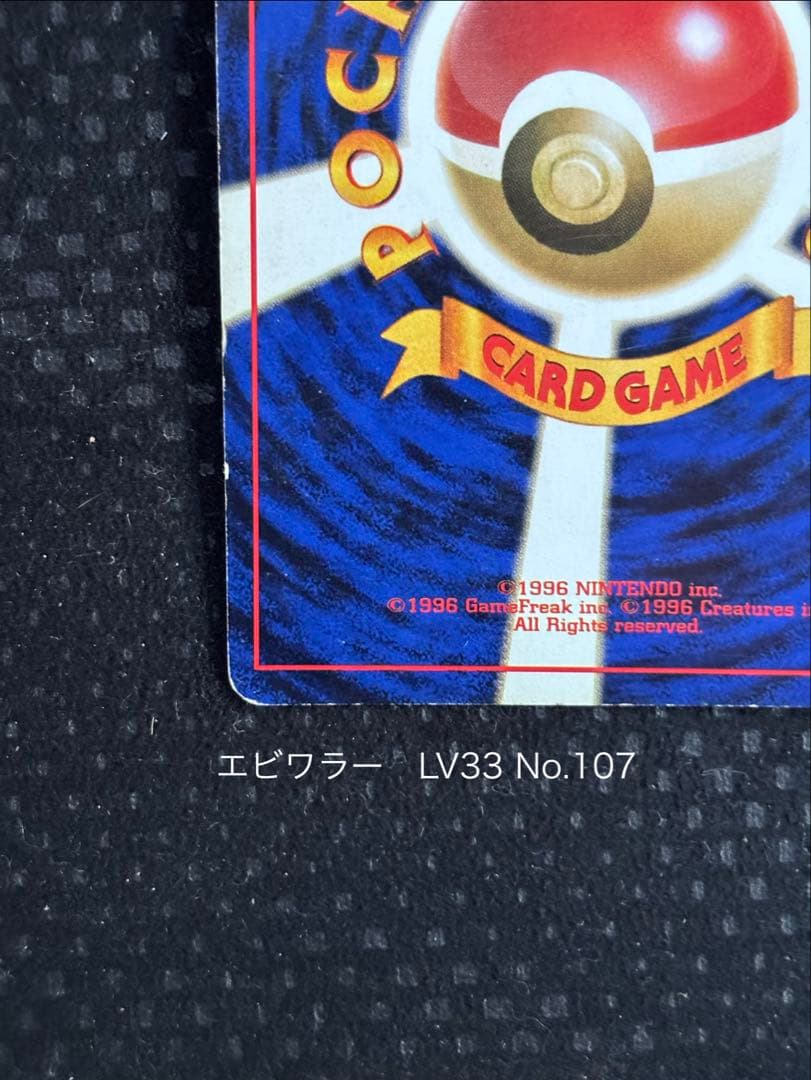 POC
CARD GAME
©1996 NINTENDO inc.
©1996 GameFreak inc. ©1996 Creatures
All Rights reserved.
エビワラー　LV33 No.107